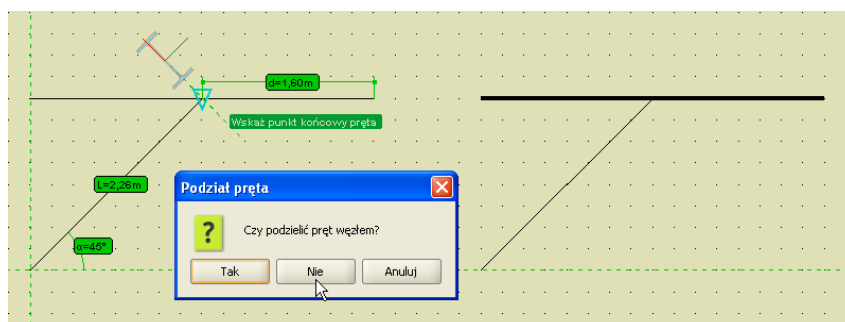 d=1,60m
Wskaż punkt końcowy pręta
L=2,26m
α=45°
Podział pręta
Czy podzielić pręt węzłem?
Tak
Nie
Anuluj